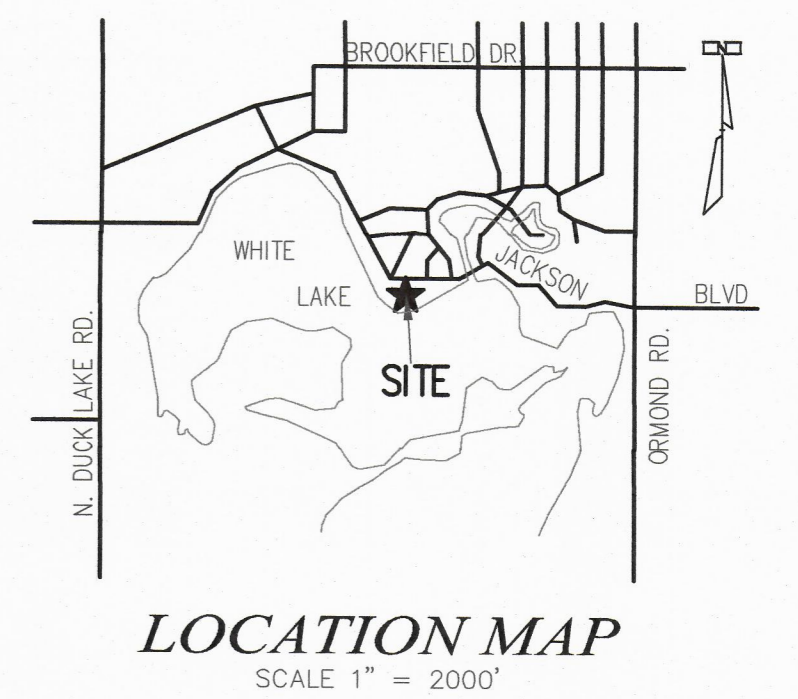 BROOKFIELD DR.
N
WHITE
LAKE
JACKSON
BLVD
SITE
N. DUCK LAKE RD.
ORMOND RD.
LOCATION MAP
SCALE 1" = 2000'